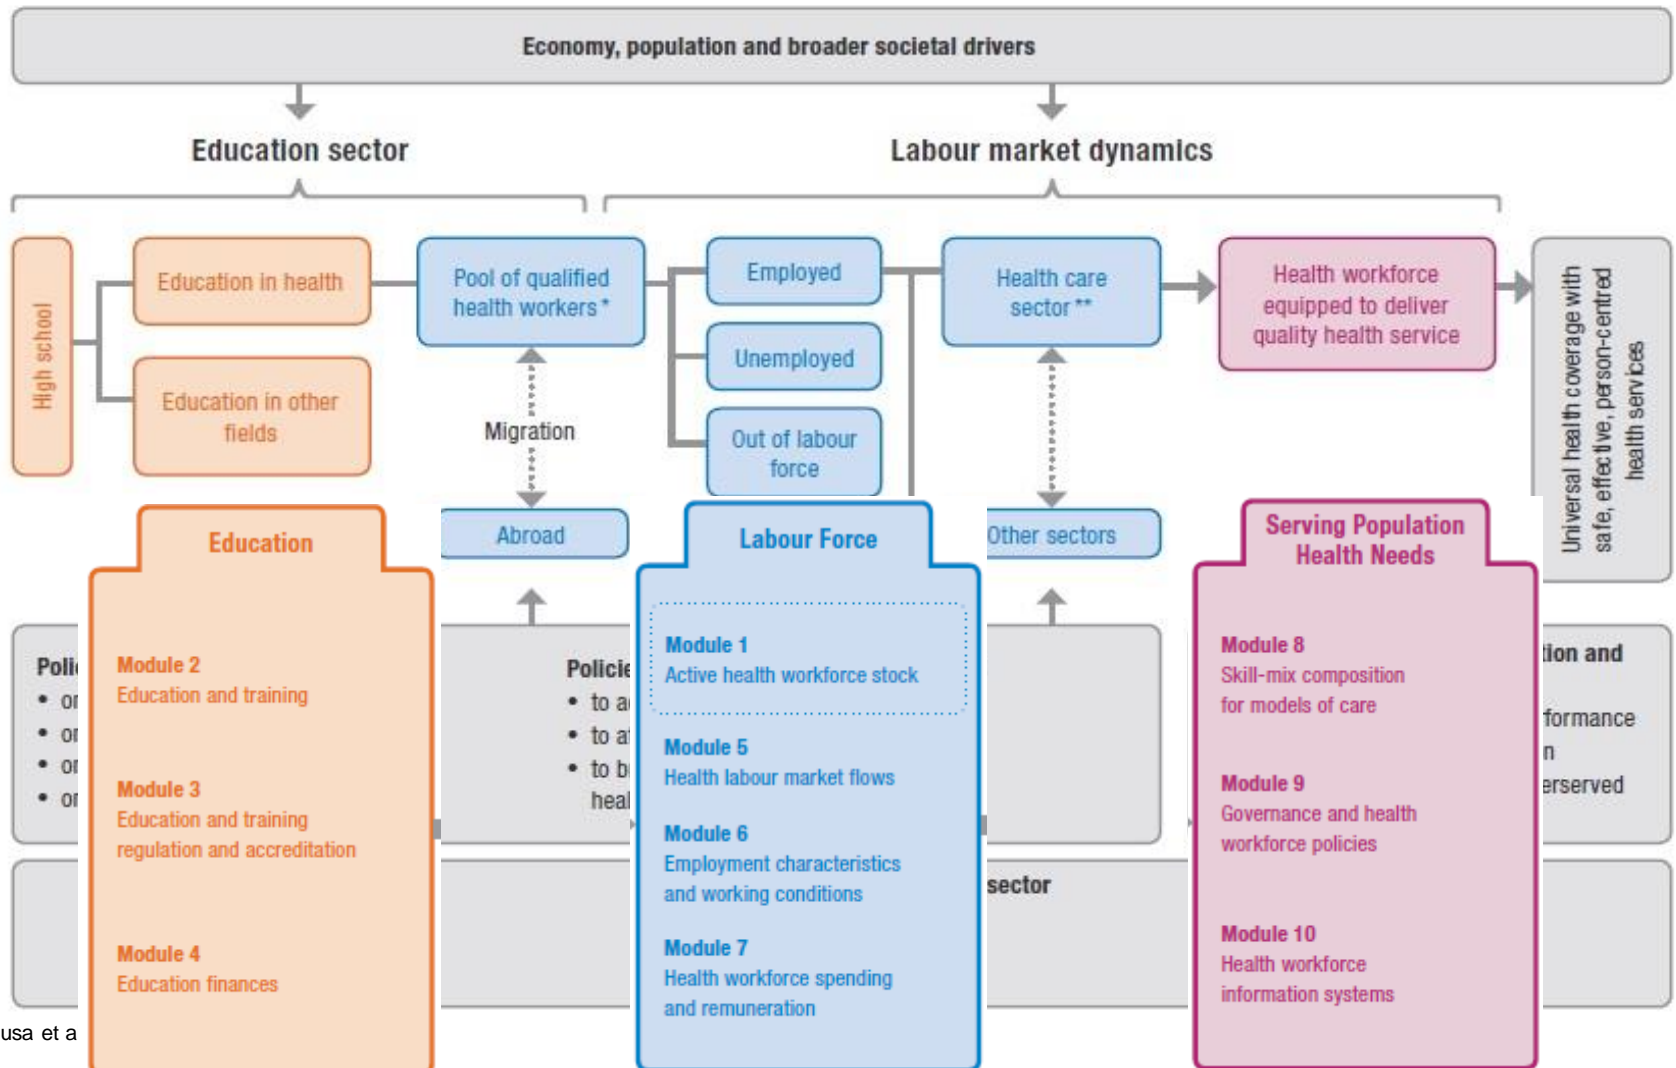 Economy, population and broader societal drivers
Education sector
Labour market dynamics
High school
Education in health
Education in other
fields
Pool of qualified
health workers *
Migration
Abroad
Employed
Unemployed
Out of labour
force
Health care
sector **
Other sectors
Health workforce
equipped to deliver
quality health service
Universal health coverage with
safe, effective, person-centred
health services
Education
Module 2
Education and training
Module 3
Education and training
regulation and accreditation
Module 4
Education finances
to
to
to
Labour Force
Module 1
Active health workforce stock
Module 5
Health labour market flows
Module 6
Employment characteristics
and working conditions
Module 7
Health workforce spending
and remuneration
sector
Serving Population
Health Needs
Module 8
Skill-mix composition
for models of care
Module 9
Governance and health
workforce policies
Module 10
Health workforce
information systems
and
et